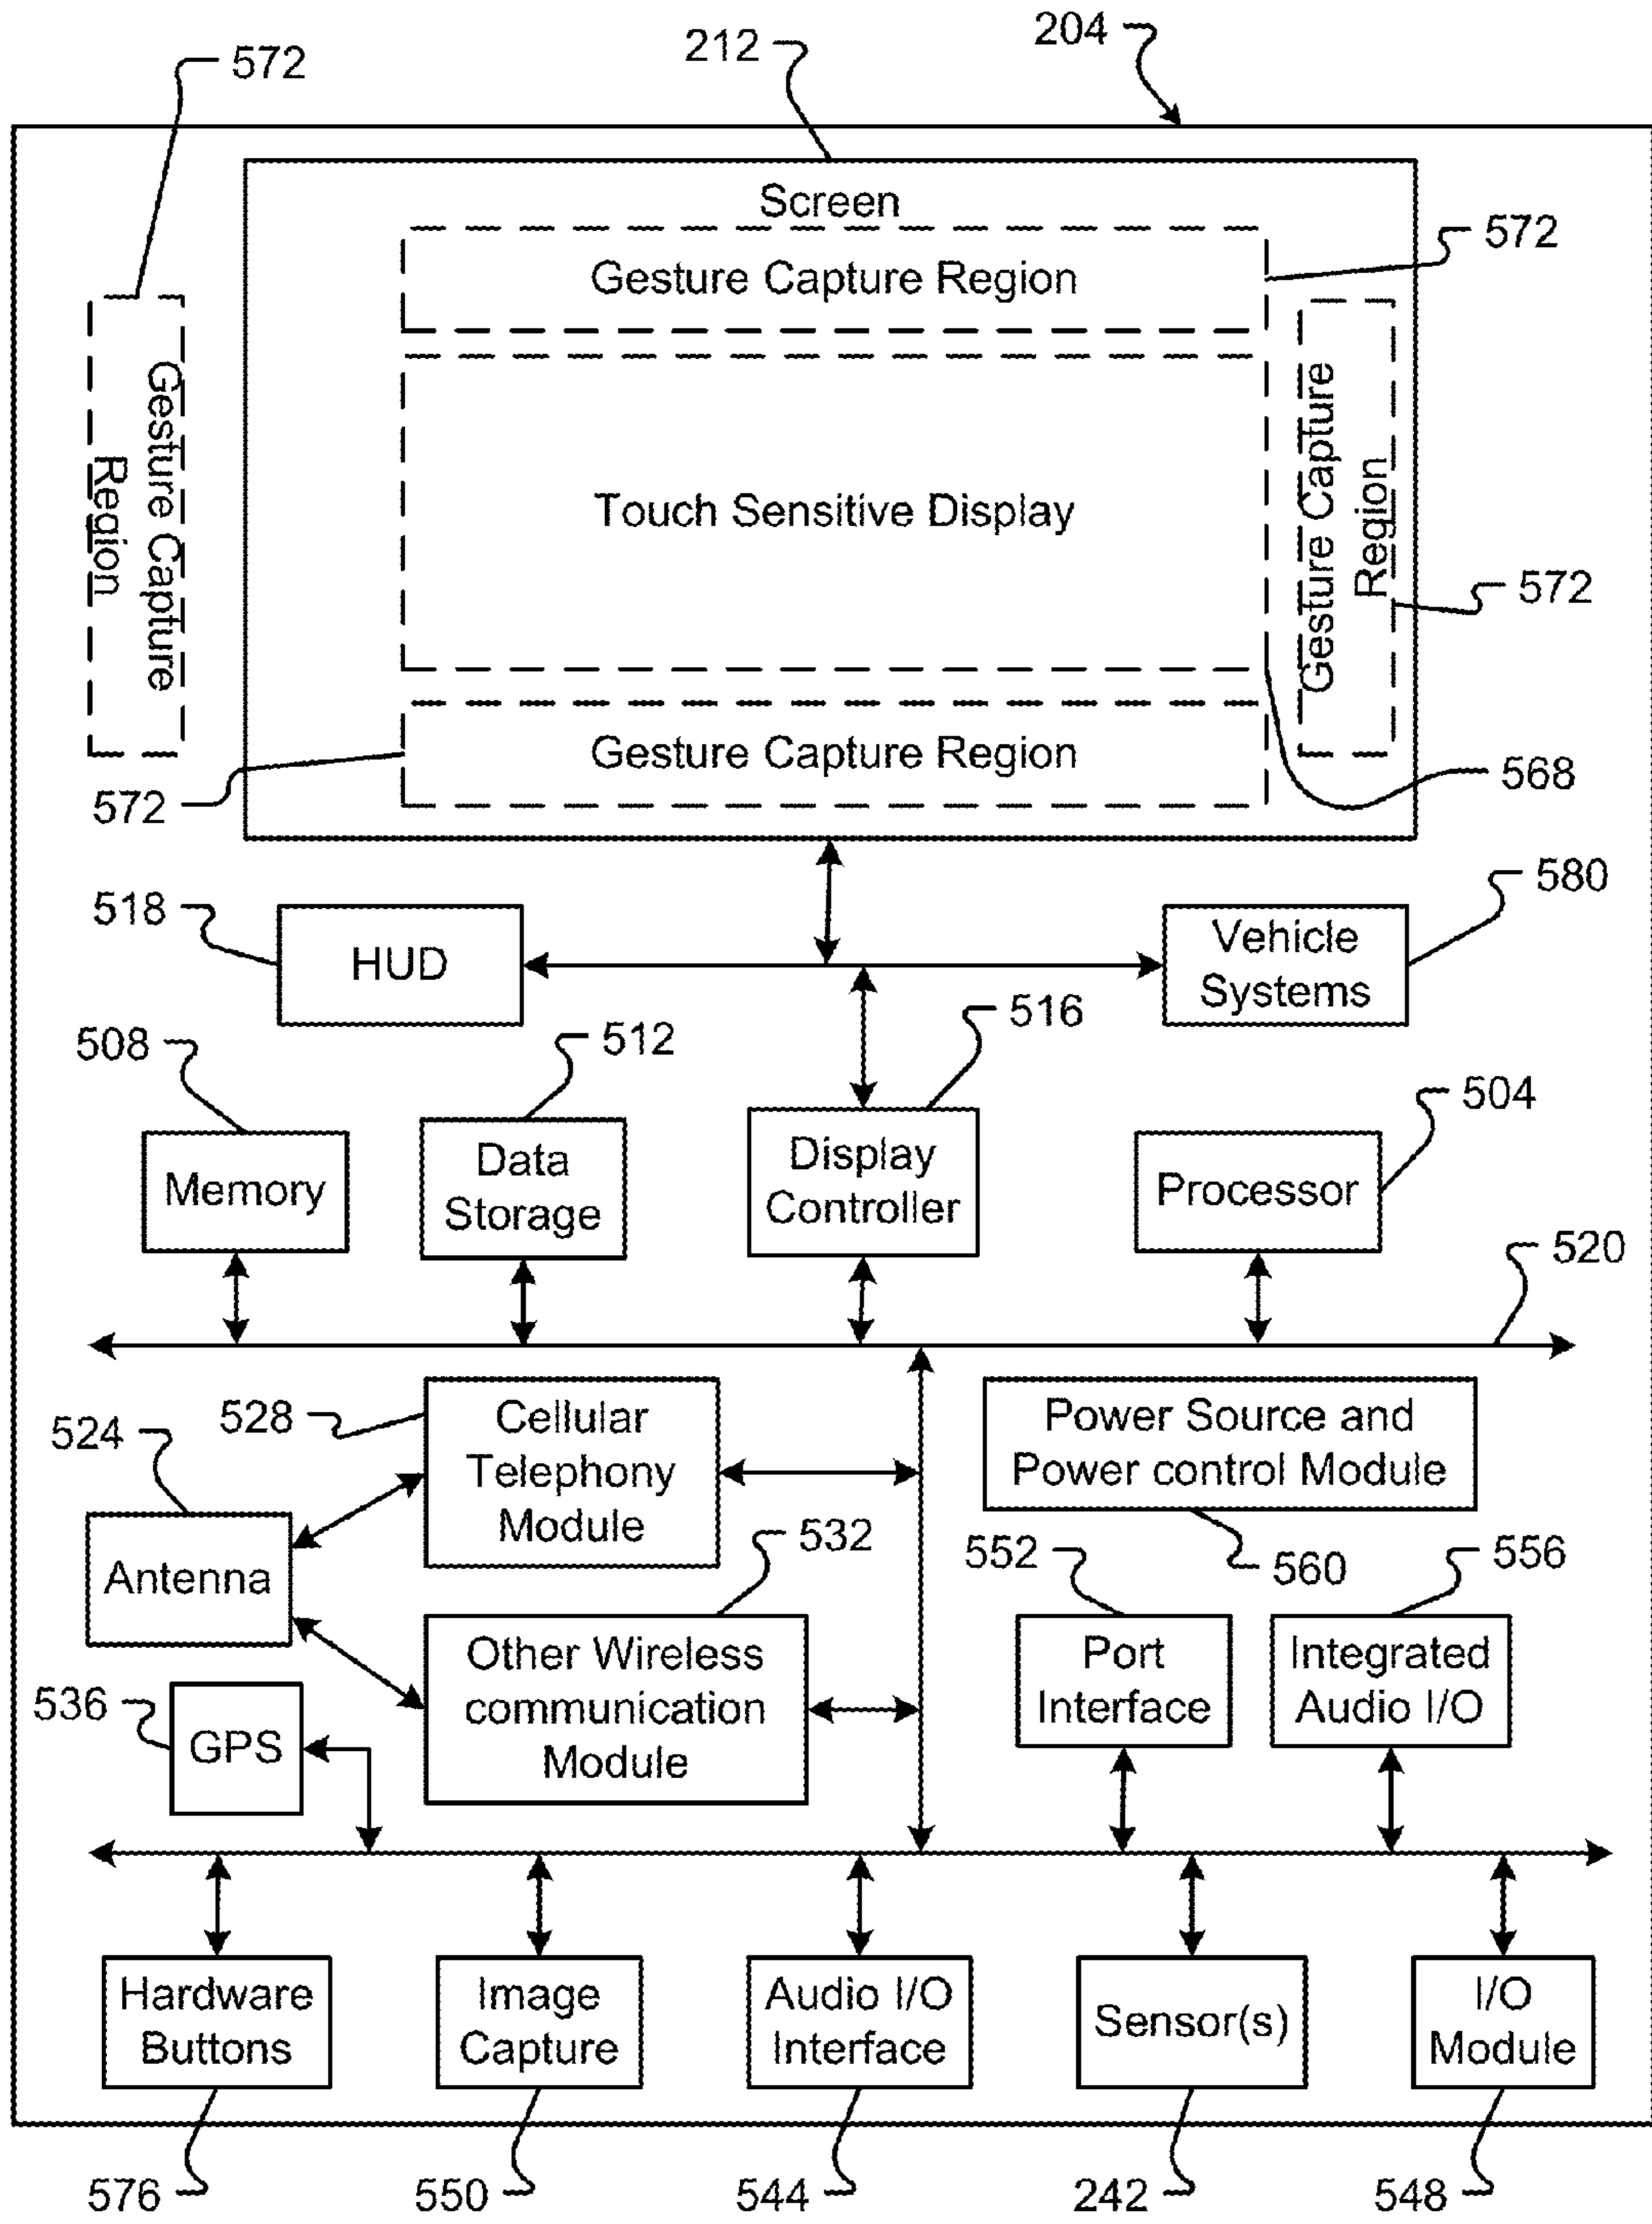 204
212
572
Screen
572
Gesture Capture Region
Gesture Capture
Region
Gesture Capture
Region
Touch Sensitive Display
572
Gesture Capture Region
568
572
580
518
HUD
Vehicle
Systems
516
508
512
504
Memory
Data
Storage
Display
Controller
Processor
520
528
Cellular
Telephony
Module
Power Source and
Power control Module
524
532
552
560
556
Antenna
Other Wireless
communication
Module
Port
Interface
Integrated
Audio I/O
536
GPS
Hardware
Buttons
Image
Capture
Audio I/O
Interface
Sensor(s)
I/O
Module
576
550
544
242
548